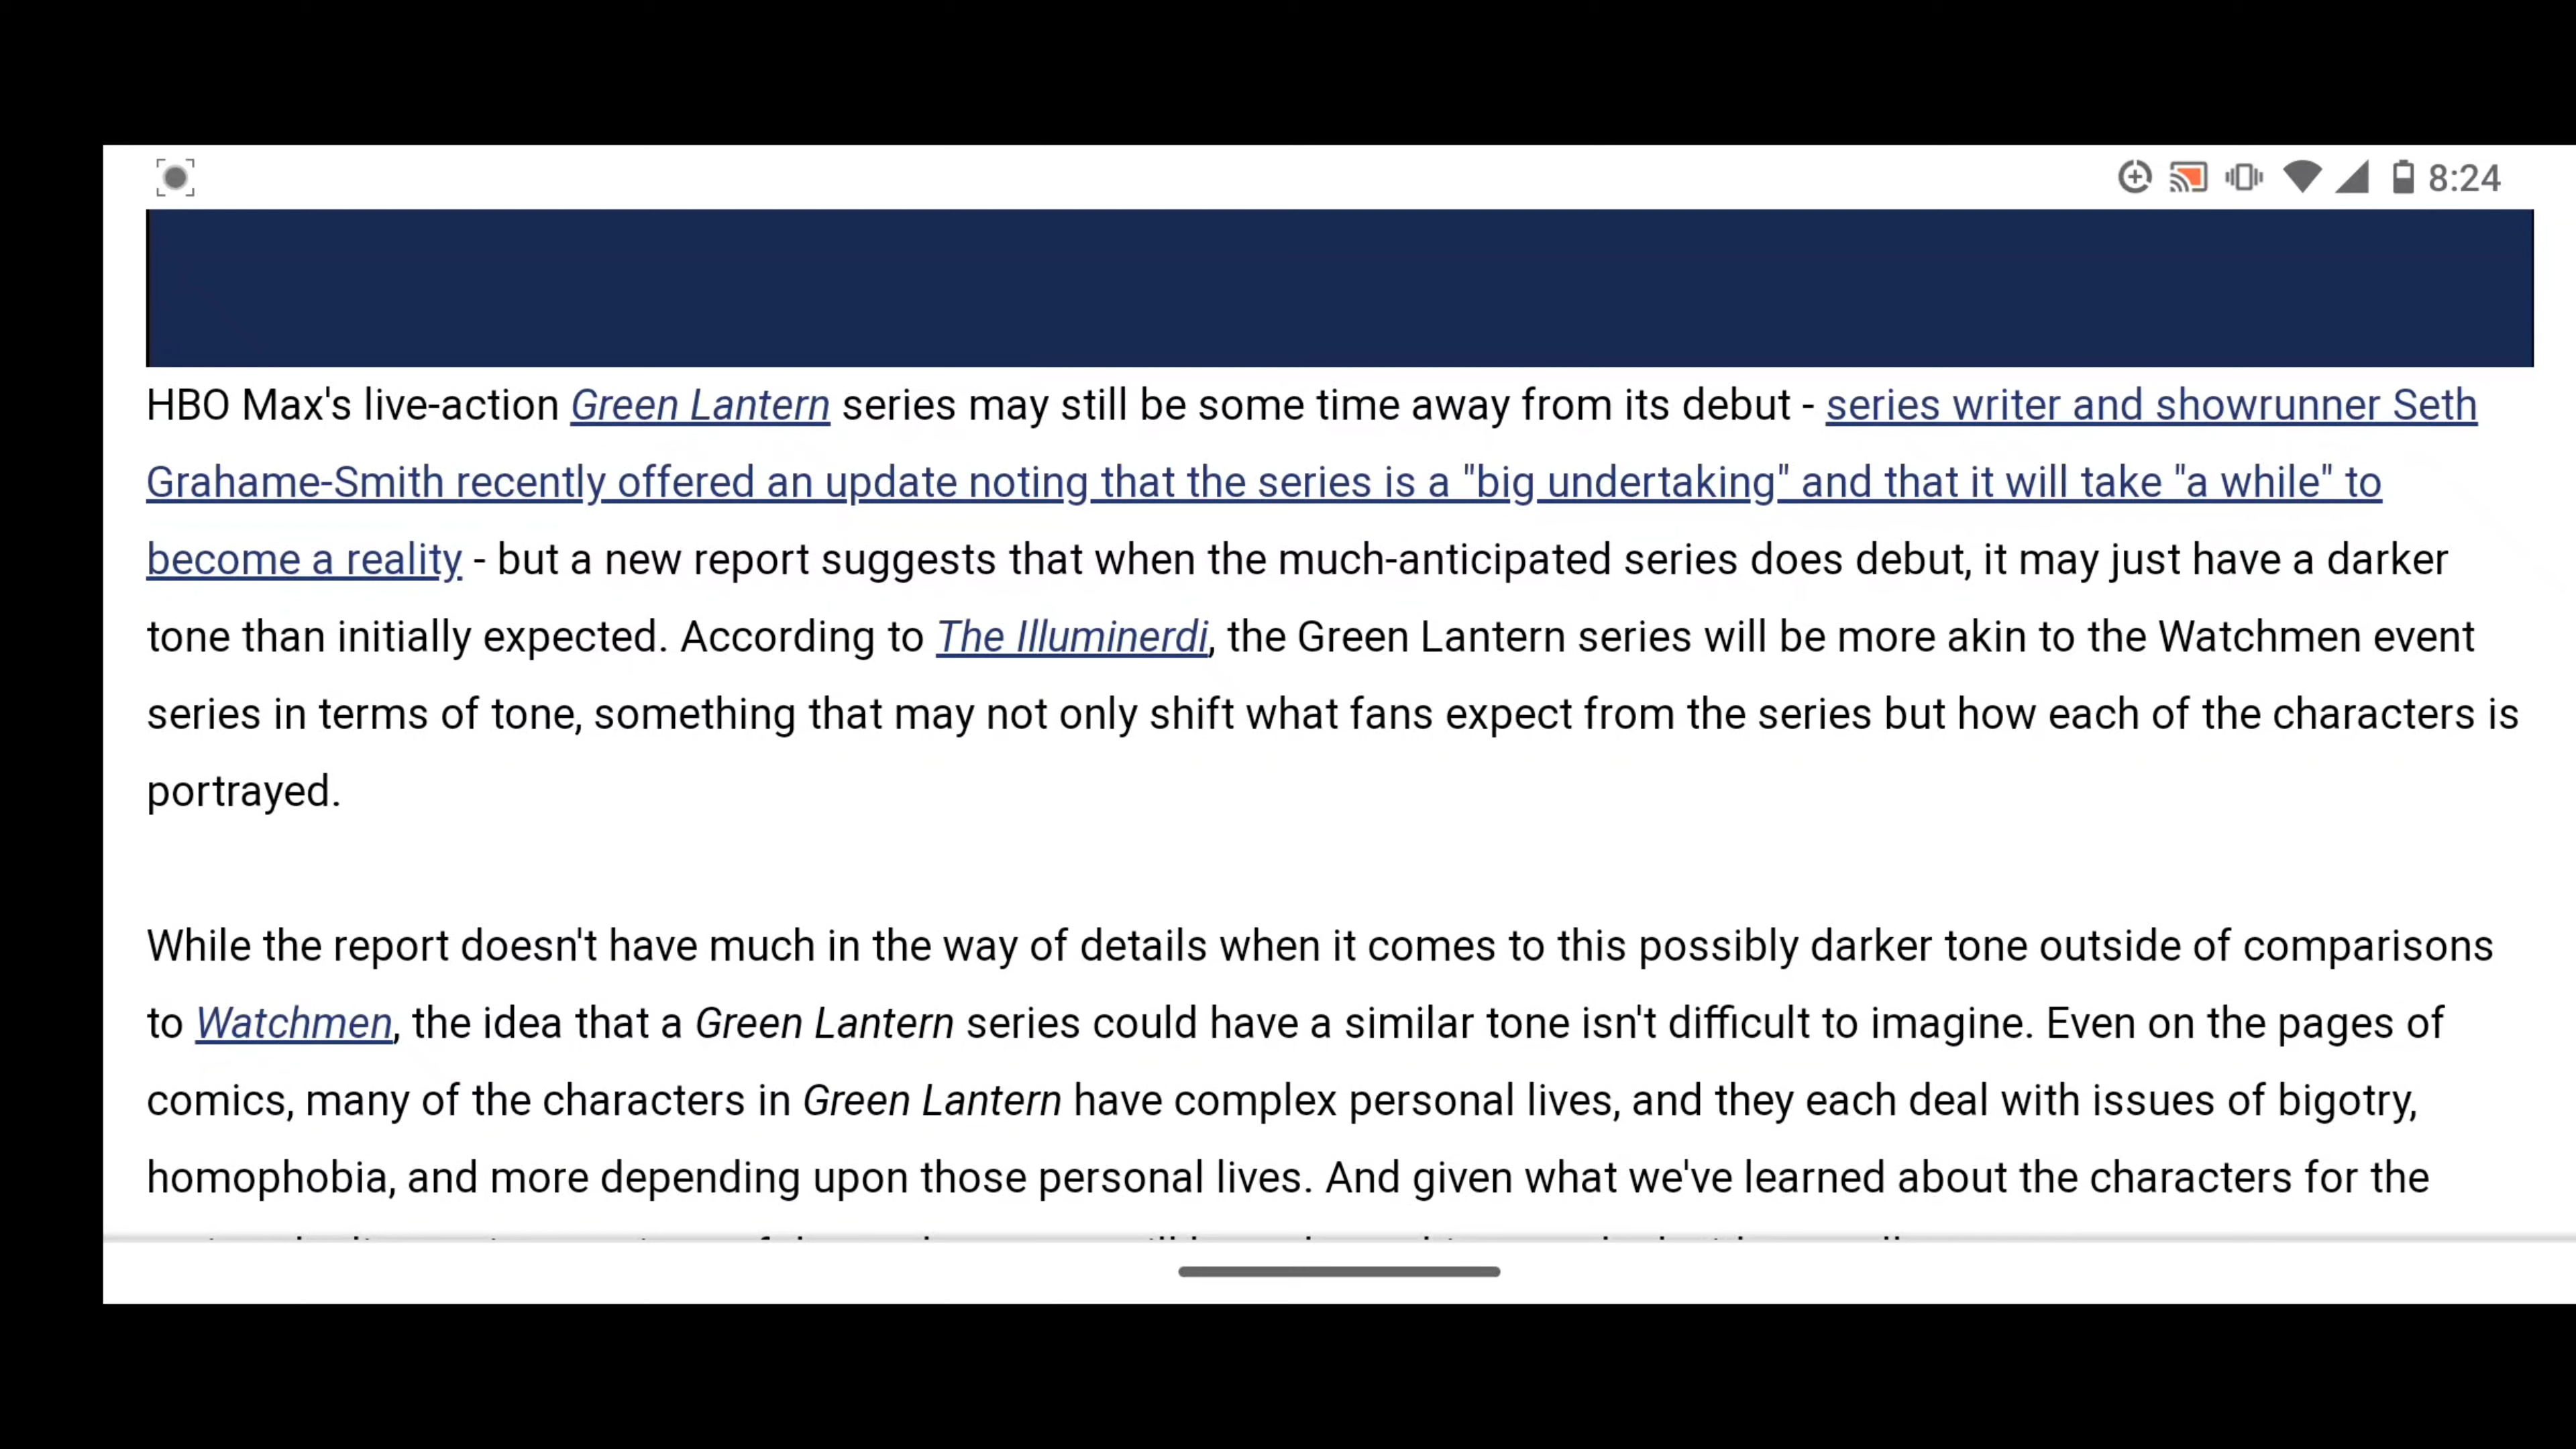 8:24
HBO Max's live-action Green Lantern series may still be some time away from its debut - series writer and showrunner Seth
Grahame-Smith recently offered an update noting that the series is a "big undertaking" and that it will take "a while" to
become a reality - but a new report suggests that when the much-anticipated series does debut, it may just have a darker
tone than initially expected. According to The Illuminerdi, the Green Lantern series will be more akin to the Watchmen event
series in terms of tone, something that may not only shift what fans expect from the series but how each of the characters is
portrayed.
While the report doesn't have much in the way of details when it comes to this possibly darker tone outside of comparisons
to Watchmen, the idea that a Green Lantern series could have a similar tone isn't difficult to imagine. Even on the pages of
comics, many of the characters in Green Lantern have complex personal lives, and they each deal with issues of bigotry,
homophobia, and more depending upon those personal lives. And given what we've learned about the characters for the